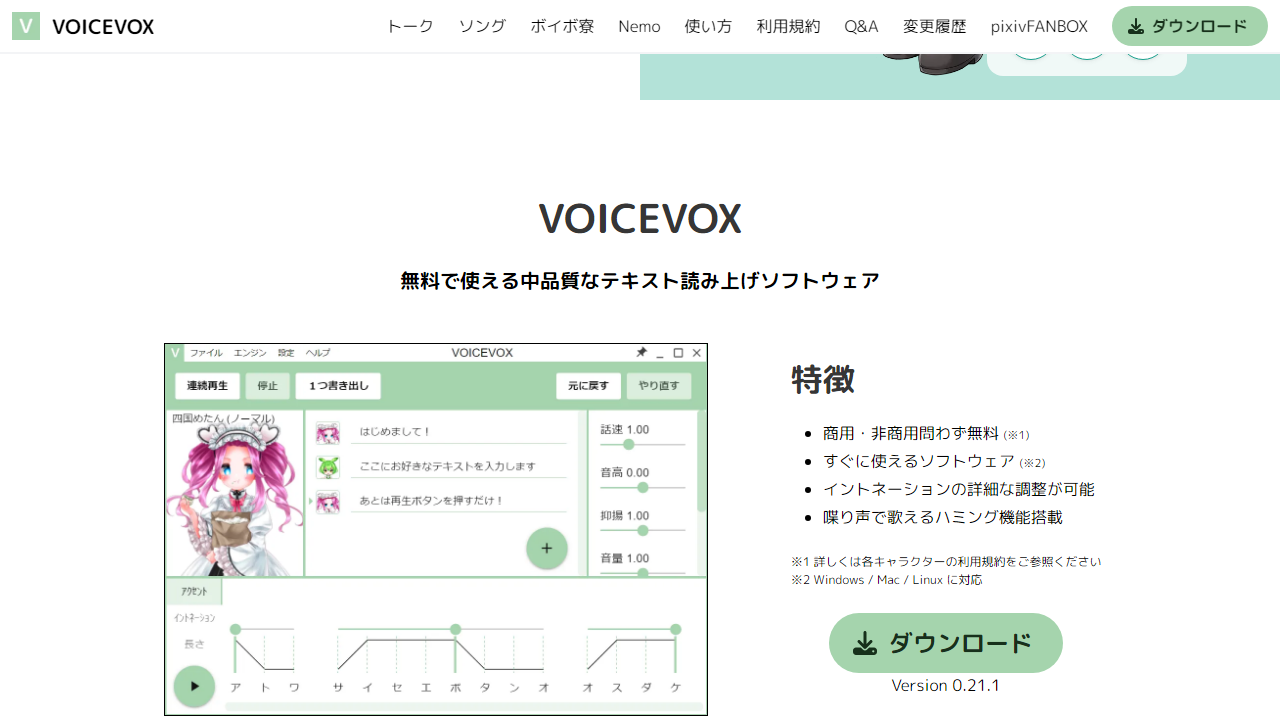 V VOICEVOX トーク ソング ボイボ寮 Nemo 使い方 利用規約 Q&A 変更履歴 pixivFANBOX ダウンロード
VOICEVOX
無料で使える中品質なテキスト読み上げソフトウェア
V ファイル エンジン 設定 ヘルプ VOICEVOX
連続再生 停止 1つ書き出し 元に戻す やり直す
四国めたん (ノーマル)
はじめまして！
ここにお好きなテキストを入力します
あとは再生ボタンを押すだけ！
話速 1.00
音高 0.00
抑揚 1.00
音量 1.00
アクセント
イントネーション
長さ
ア ト ワ サ イ セ エ ボ タ ン オ オ ス ダ ケ
特徴
商用・非商用問わず無料 (※1)
すぐに使えるソフトウェア (※2)
イントネーションの詳細な調整が可能
喋り声で歌えるハミング機能搭載
※1 詳しくは各キャラクターの利用規約をご参照ください
※2 Windows / Mac / Linux に対応
ダウンロード
Version 0.21.1